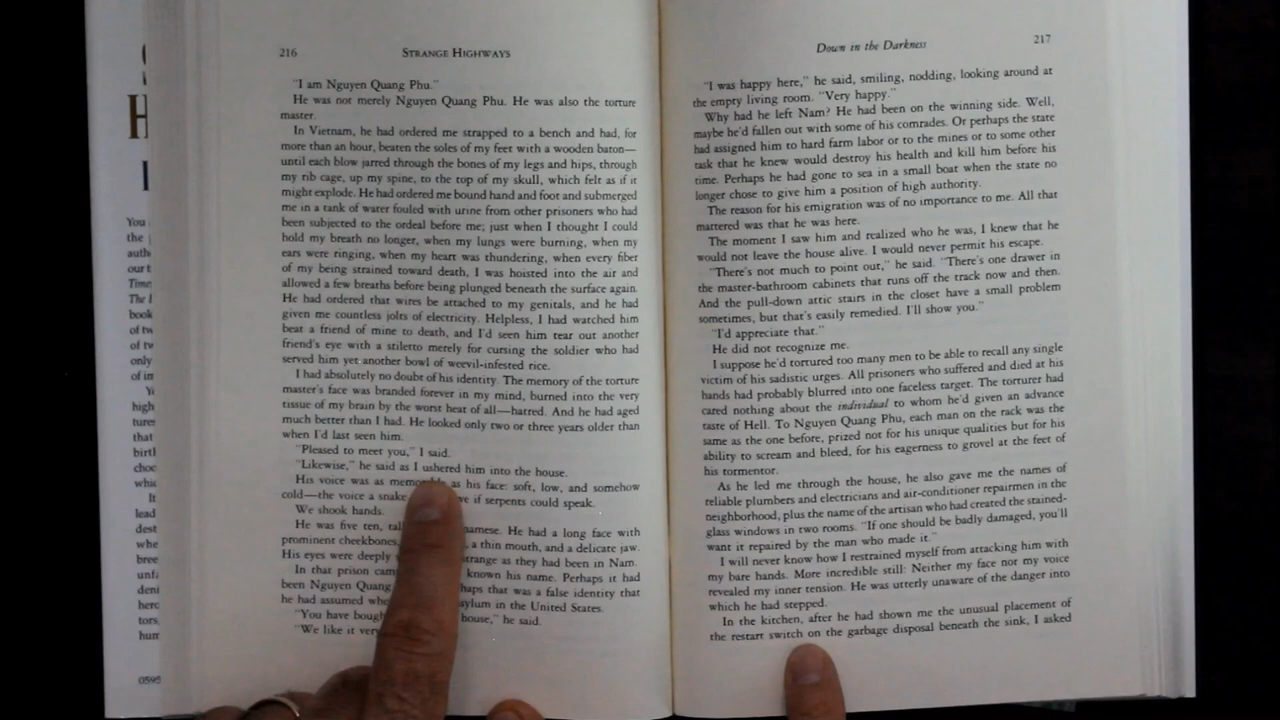 216
STRANGE HIGHWAYS
"I am Nguyen Quang Phu."
He was not merely Nguyen Quang Phu. He was also the torture
master.
In Vietnam, he had ordered me strapped to a bench and had, for
more than an hour, beaten the soles of my feet with a wooden baton—
until each blow jarred through the bones of my legs and hips, through
my rib cage, up my spine, to the top of my skull, which felt as if it
might explode. He had ordered me bound hand and foot and submerged
me in a tank of water fouled with urine from other prisoners who had
been subjected to the ordeal before me; just when I thought I could
hold my breath no longer, when my lungs were burning, when my
ears were ringing, when my heart was thundering, when every fiber
of my being strained toward death, I was hoisted into the air and
allowed a few breaths before being plunged beneath the surface again.
He had ordered that wires be attached to my genitals, and he had
given me countless jolts of electricity. Helpless, I had watched him
beat a friend of mine to death, and I'd seen him tear out another
friend's eye with a stiletto merely for cursing the soldier who had
served him yet another bowl of weevil-infested rice.
I had absolutely no doubt of his identity. The memory of the torture
master's face was branded forever in my mind, burned into the very
tissue of my brain by the worst heat of all—hatred. And he had aged
much better than I had. He looked only two or three years older than
when I'd last seen him.
"Pleased to meet you," I said.
"Likewise," he said as I ushered him into the house.
His voice was as as his face: soft, low, and somehow
cold—the voice a snake if serpents could speak.
We shook hands.
He was five ten, He had a long face with
prominent cheekbones, a thin mouth, and a delicate jaw.
His eyes were deeply as they had been in Nam.
In that prison known his name. Perhaps it had
been Nguyen Quang that was a false identity that
he had assumed in the United States.
"You have house," he said.
"We like it
Down in the Darkness
217
"I was happy here," he said, smiling, nodding, looking around at
the empty living room. "Very happy."
Why had he left Nam? He had been on the winning side. Well,
maybe he'd fallen out with some of his comrades. Or perhaps the state
had assigned him to hard farm labor or to the mines or to some other
task that he knew would destroy his health and kill him before his
time. Perhaps he had gone to sea in a small boat when the state no
longer chose to give him a position of high authority.
The reason for his emigration was of no importance to me. All that
mattered was that he was here.
The moment I saw him and realized who he was, I knew that he
would not leave the house alive. I would never permit his escape.
"There's not much to point out," he said. "There's one drawer in
the master-bathroom cabinets that runs off the track now and then.
And the pull-down attic stairs in the closet have a small problem
sometimes, but that's easily remedied. I'll show you."
"I'd appreciate that."
He did not recognize me.
I suppose he'd tortured too many men to be able to recall any single
victim of his sadistic urges. All prisoners who suffered and died at his
hands had probably blurred into one faceless target. The torturer had
cared nothing about the individual to whom he'd given an advance
taste of Hell. To Nguyen Quang Phu, each man on the rack was the
same as the one before, prized not for his unique qualities but for his
ability to scream and bleed, for his eagerness to grovel at the feet of
his tormentor.
As he led me through the house, he also gave me the names of
reliable plumbers and electricians and air-conditioner repairmen in the
neighborhood, plus the name of the artisan who had created the stained-
glass windows in two rooms. "If one should be badly damaged, you'll
want it repaired by the man who made it."
I will never know how I restrained myself from attacking him with
my bare hands. More incredible still: Neither my face nor my voice
revealed my inner tension. He was utterly unaware of the danger into
which he had stepped.
In the kitchen, after he had shown me the unusual placement of
the restart switch on the garbage disposal beneath the sink, I asked
You
the
our
Time
The
book
only
high
that
It
lead
0595